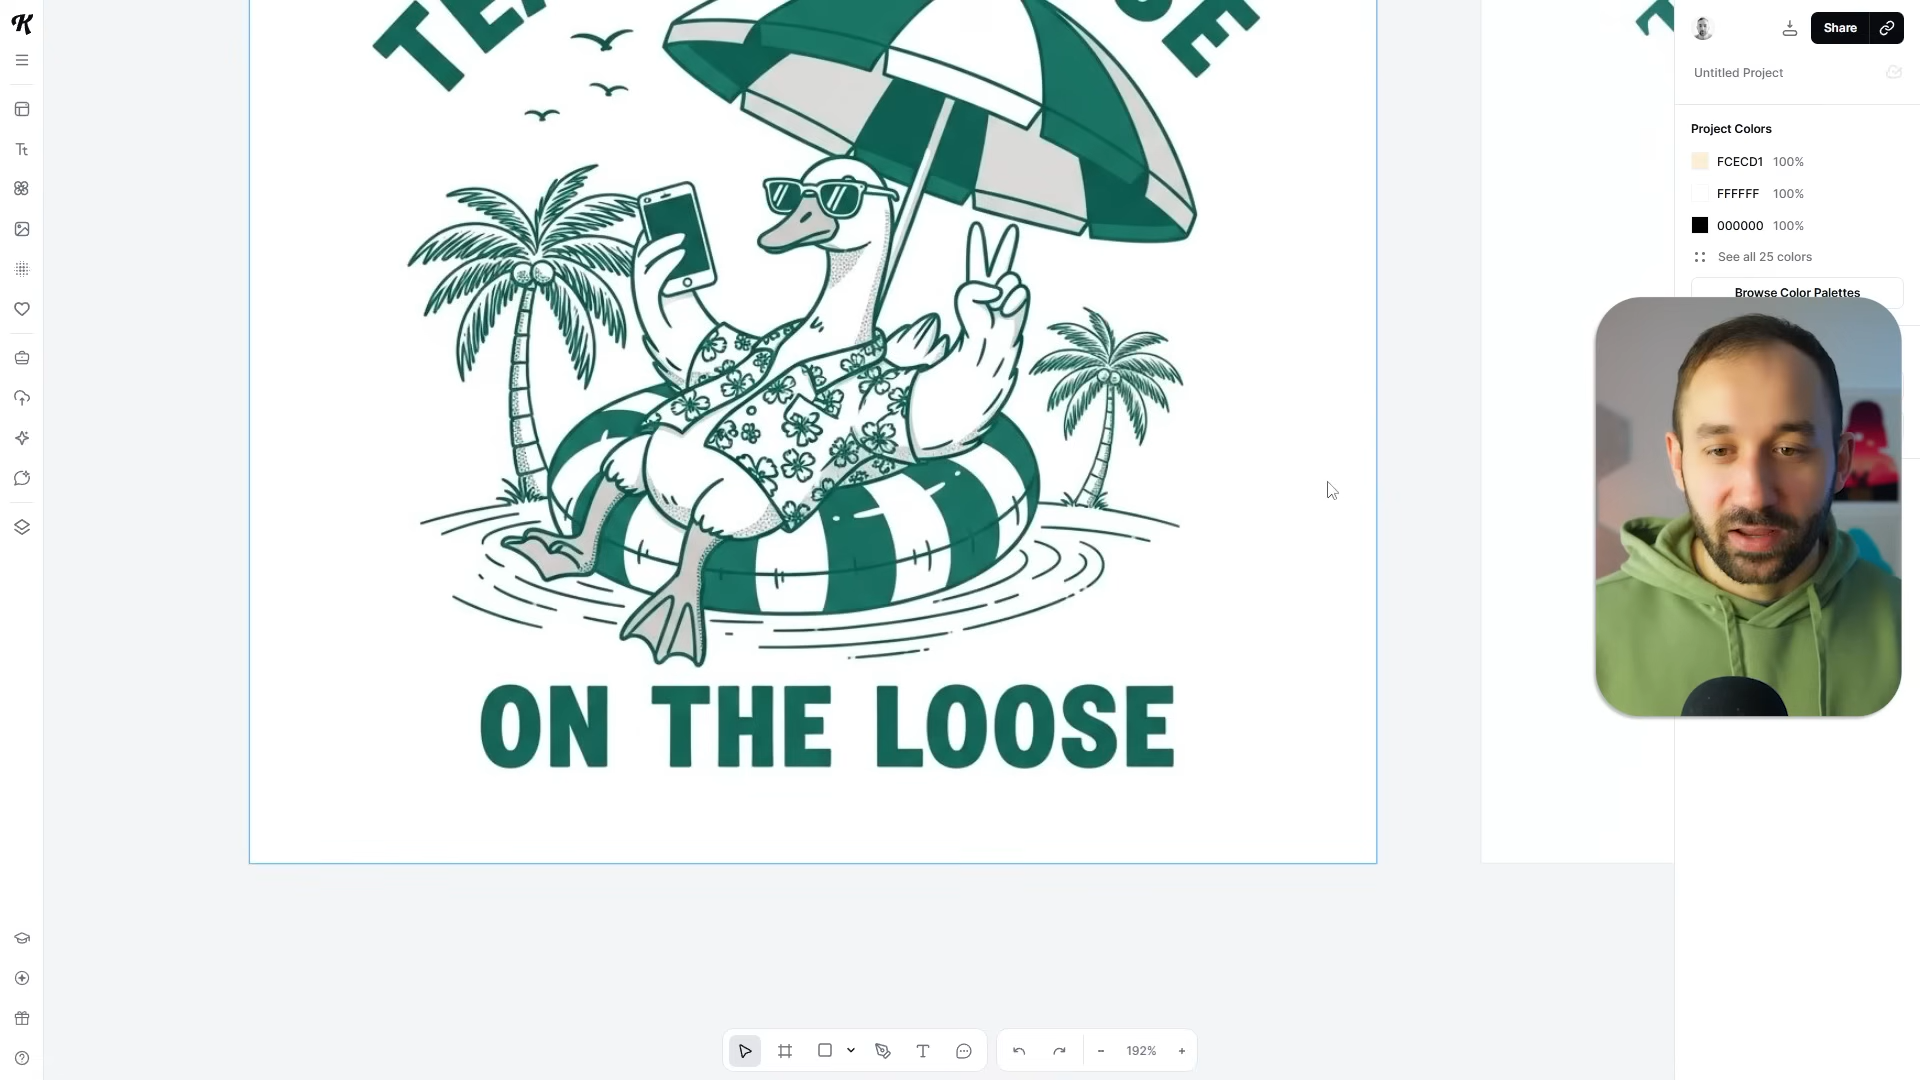 Share
Untitled Project
Project Colors
FCECD1 100%
FFFFFF 100%
000000 100%
See all 25 colors
Browse Color Palettes
ON THE LOOSE
192%